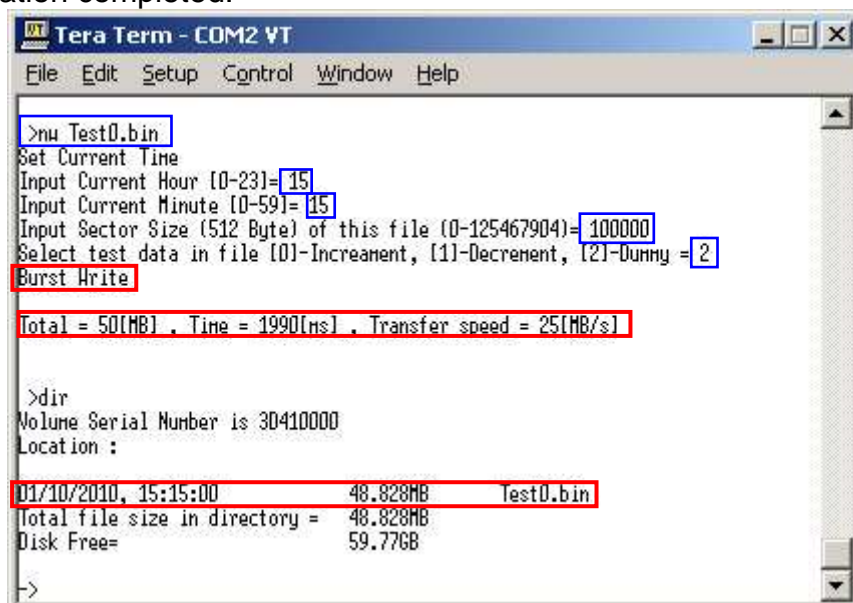 ation completed.
Tera Term - COM2 VT
File Edit Setup Control Window Help
>nw Test0.bin
Set Current Time
Input Current Hour [0-23]= 15
Input Current Minute [0-59]= 15
Input Sector Size (512 Byte) of this file (0-125467904)= 100000
Select test data in file [0]-Increament, [1]-Decrement, [2]-Dummy = 2
Burst Write
Total = 50[MB] , Time = 1990[ms] , Transfer speed = 25[MB/s]
>dir
Volume Serial Number is 3D410000
Location :
01/10/2010, 15:15:00 48.828MB Test0.bin
Total file size in directory = 48.828MB
Disk Free= 59.77GB
->